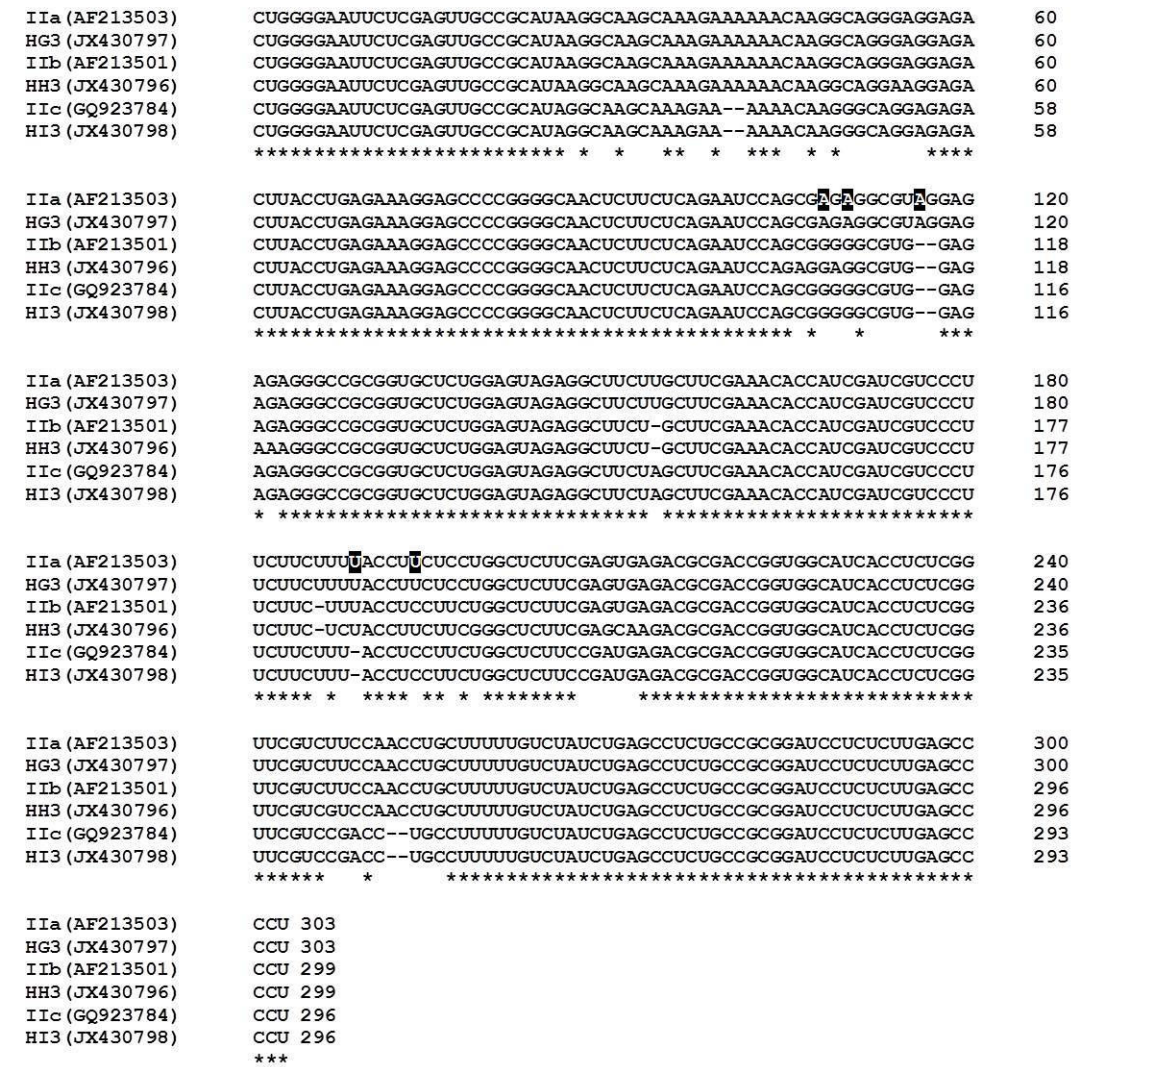 IIa(AF213503) CUGGGGAAUUCUCGAGUUGCCGCAUAAGGCAAGCAAAGAAAAAACAAGGCAGGGAGGAGA 60
HG3(JX430797) CUGGGGAAUUCUCGAGUUGCCGCAUAAGGCAAGCAAAGAAAAAACAAGGCAGGGAGGAGA 60
IIb(AF213501) CUGGGGAAUUCUCGAGUUGCCGCAUAAGGCAAGCAAAGAAAAAACAAGGCAGGGAGGAGA 60
HH3(JX430796) CUGGGGAAUUCUCGAGUUGCCGCAUAAGGCAAGCAAAGAAAAAACAAGGCAGGAAGGAGA 60
IIc(GQ923784) CUGGGGAAUUCUCGAGUUGCCGCAUAGGCAAGCAAAGAA--AAAACAAGGGCAGGAGAGA 58
HI3(JX430798) CUGGGGAAUUCUCGAGUUGCCGCAUAGGCAAGCAAAGAA--AAAACAAGGGCAGGAGAGA 58
************************** *  *   ** *  *** * *       ****
IIa(AF213503) CUUACCUGAGAAAGGAGCCCCGGGGCAACUCUUCUCAGAAUCCAGCGAGAGGCGUAGGAG 120
HG3(JX430797) CUUACCUGAGAAAGGAGCCCCGGGGCAACUCUUCUCAGAAUCCAGCGAGAGGCGUAGGAG 120
IIb(AF213501) CUUACCUGAGAAAGGAGCCCCGGGGCAACUCUUCUCAGAAUCCAGCGGGGGCGUG--GAG 118
HH3(JX430796) CUUACCUGAGAAAGGAGCCCCGGGGCAACUCUUCUCAGAAUCCAGAGGAGGCGUG--GAG 118
IIc(GQ923784) CUUACCUGAGAAAGGAGCCCCGGGGCAACUCUUCUCAGAAUCCAGCGGGGGCGUG--GAG 116
HI3(JX430798) CUUACCUGAGAAAGGAGCCCCGGGGCAACUCUUCUCAGAAUCCAGCGGGGGCGUG--GAG 116
********************************************* *   *      ***
IIa(AF213503) AGAGGGCCGCGGUGCUCUGGAGUAGAGGCUUCUUGCUUCGAAACACCAUCGAUCGUCCCU 180
HG3(JX430797) AGAGGGCCGCGGUGCUCUGGAGUAGAGGCUUCUUGCUUCGAAACACCAUCGAUCGUCCCU 180
IIb(AF213501) AGAGGGCCGCGGUGCUCUGGAGUAGAGGCUUCU-GCUUCGAAACACCAUCGAUCGUCCCU 177
HH3(JX430796) AAAGGGCCGCGGUGCUCUGGAGUAGAGGCUUCU-GCUUCGAAACACCAUCGAUCGUCCCU 177
IIc(GQ923784) AGAGGGCCGCGGUGCUCUGGAGUAGAGGCUUCUAGCUUCGAAACACCAUCGAUCGUCCCU 176
HI3(JX430798) AGAGGGCCGCGGUGCUCUGGAGUAGAGGCUUCUAGCUUCGAAACACCAUCGAUCGUCCCU 176
* ******************************* **************************
IIa(AF213503) UCUUCUUUUACCUUCUCCUGGCUCUUCGAGUGAGACGCGACCGGUGGCAUCACCUCUCGG 240
HG3(JX430797) UCUUCUUUUACCUUCUCCUGGCUCUUCGAGUGAGACGCGACCGGUGGCAUCACCUCUCGG 240
IIb(AF213501) UCUUC-UUUACCUCCUUCUGGCUCUUCGAGUGAGACGCGACCGGUGGCAUCACCUCUCGG 236
HH3(JX430796) UCUUC-UCUACCUUCUUCGGGCUCUUCGAGCAAGACGCGACCGGUGGCAUCACCUCUCGG 236
IIc(GQ923784) UCUUCUUU-ACCUCCUUCUGGCUCUUCCGAUGAGACGCGACCGGUGGCAUCACCUCUCGG 235
HI3(JX430798) UCUUCUUU-ACCUCCUUCUGGCUCUUCCGAUGAGACGCGACCGGUGGCAUCACCUCUCGG 235
***** *  **** ** * ********     ****************************
IIa(AF213503) UUCGUCUUCCAACCUGCUUUUUGUCUAUCUGAGCCUCUGCCGCGGAUCCUCUCUUGAGCC 300
HG3(JX430797) UUCGUCUUCCAACCUGCUUUUUGUCUAUCUGAGCCUCUGCCGCGGAUCCUCUCUUGAGCC 300
IIb(AF213501) UUCGUCUUCCAACCUGCUUUUUGUCUAUCUGAGCCUCUGCCGCGGAUCCUCUCUUGAGCC 296
HH3(JX430796) UUCGUCGUCCAACCUGCUUUUUGUCUAUCUGAGCCUCUGCCGCGGAUCCUCUCUUGAGCC 296
IIc(GQ923784) UUCGUCCGACC--UGCCUUUUUGUCUAUCUGAGCCUCUGCCGCGGAUCCUCUCUUGAGCC 293
HI3(JX430798) UUCGUCCGACC--UGCCUUUUUGUCUAUCUGAGCCUCUGCCGCGGAUCCUCUCUUGAGCC 293
******   *      ********************************************
IIa(AF213503) CCU 303
HG3(JX430797) CCU 303
IIb(AF213501) CCU 299
HH3(JX430796) CCU 299
IIc(GQ923784) CCU 296
HI3(JX430798) CCU 296
***